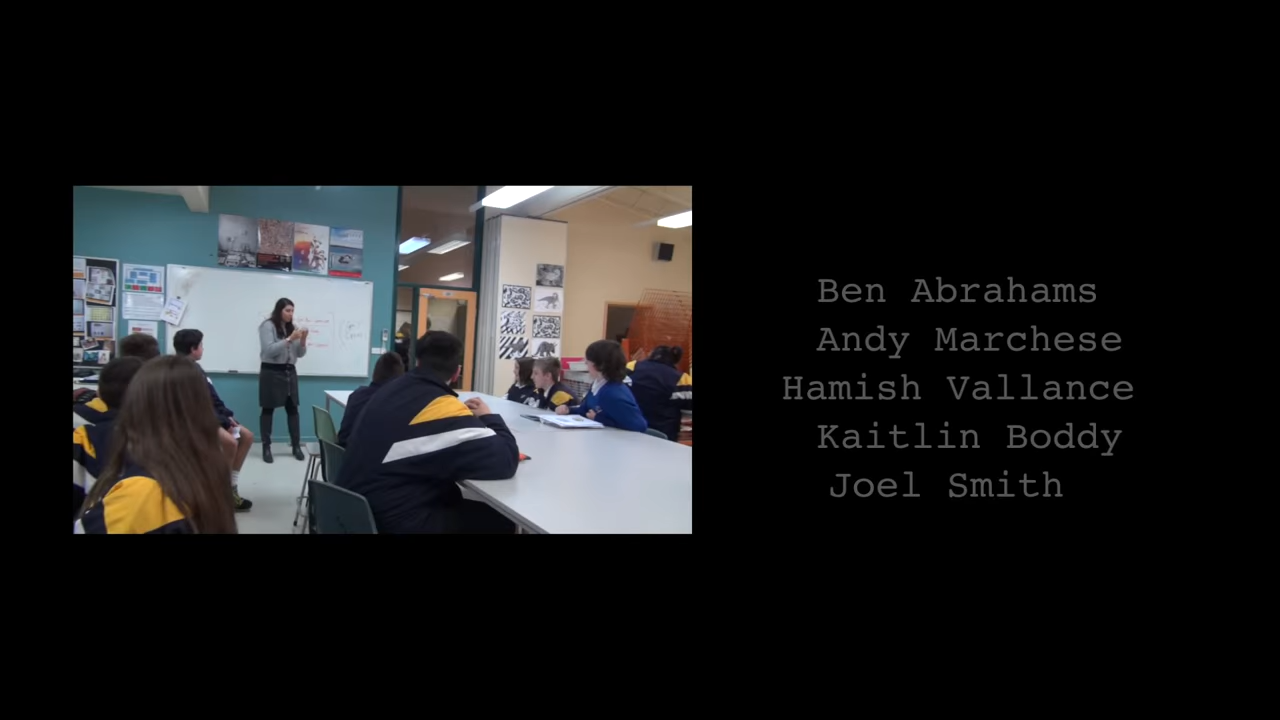 Ben Abrahams
Andy Marchese
Hamish Vallance
Kaitlin Boddy
Joel Smith